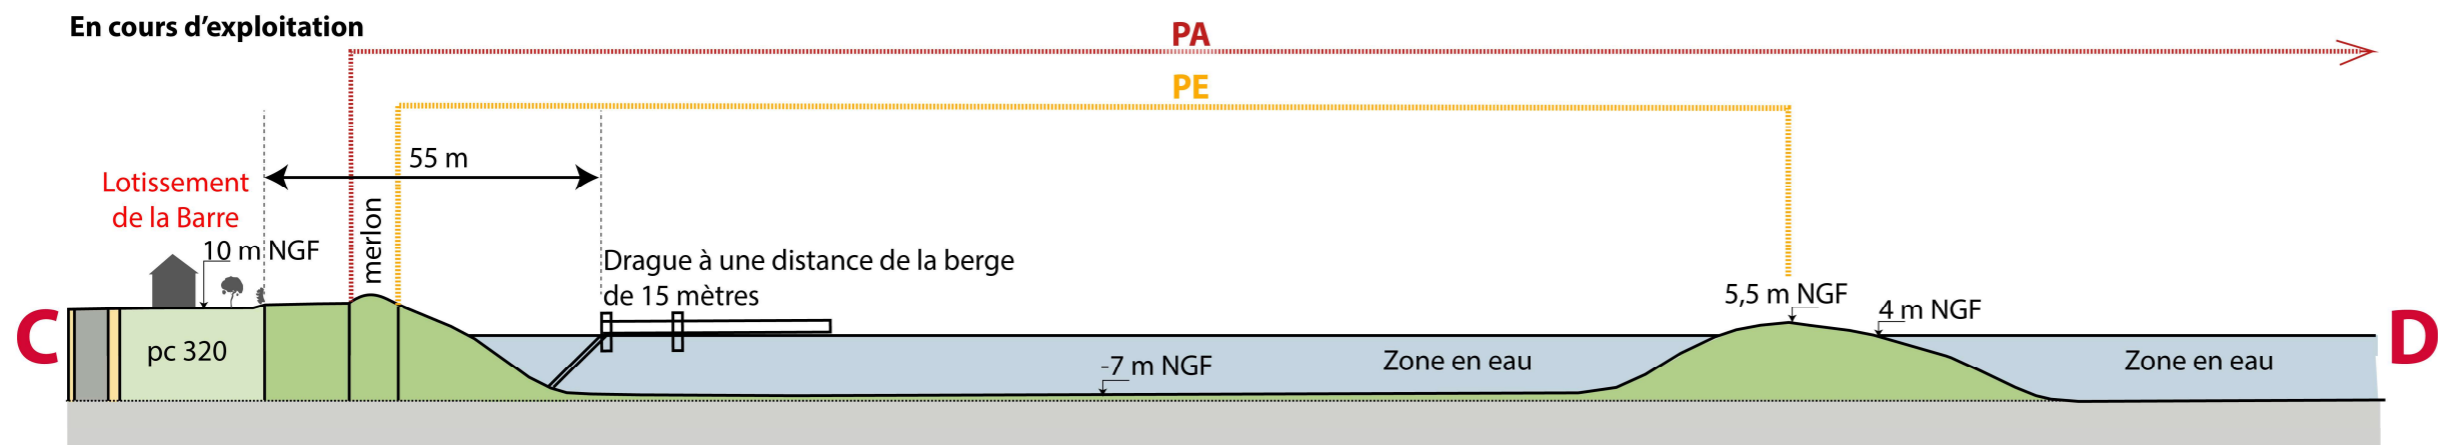 En cours d’exploitation
PA
PE
55 m
Lotissement
de la Barre
merlon
10 m NGF
Drague à une distance de la berge
de 15 mètres
5,5 m NGF
4 m NGF
C
D
pc 320
-7 m NGF
Zone en eau
Zone en eau